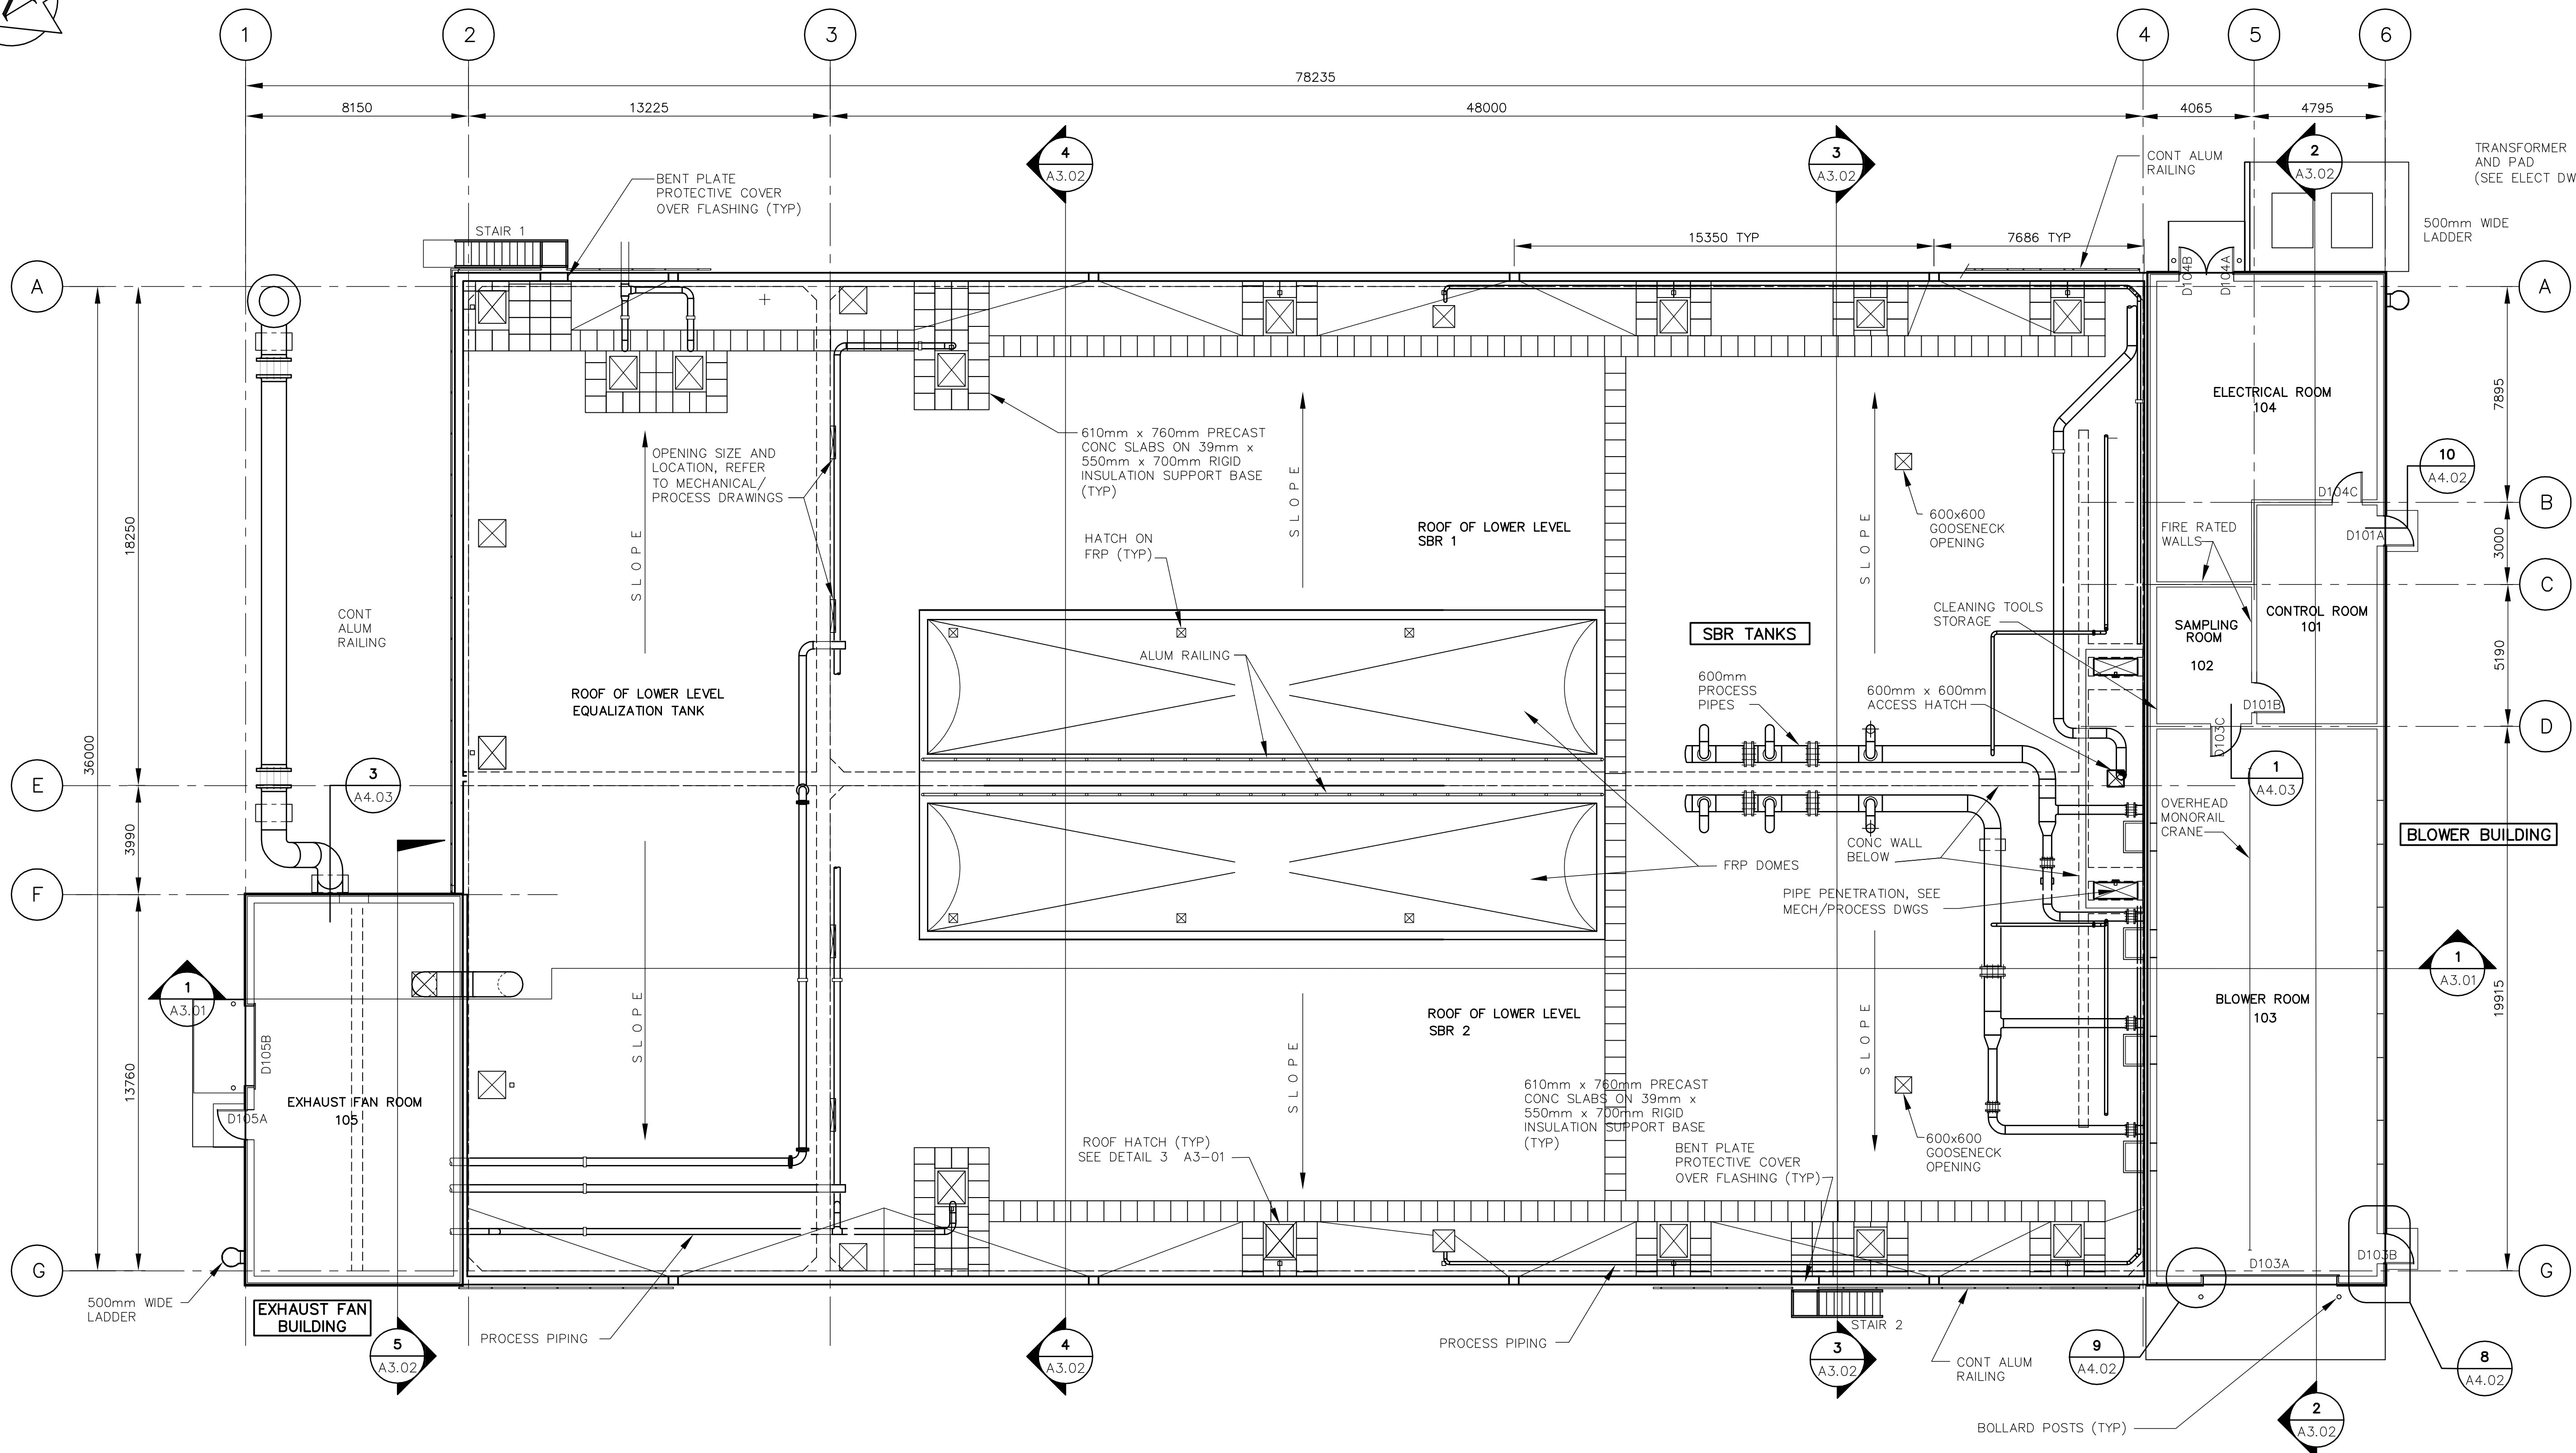 1
2
3
4
5
6
78235
8150
13225
48000
4065
4795
4
A3.02
3
A3.02
2
A3.02
CONT ALUM
RAILING
TRANSFORMER
AND PAD
(SEE ELECT DW
BENT PLATE
PROTECTIVE COVER
OVER FLASHING (TYP)
500mm WIDE
LADDER
STAIR 1
15350 TYP
7686 TYP
A
A
D104B
D104A
7895
ELECTRICAL ROOM
104
610mm x 760mm PRECAST
CONC SLABS ON 39mm x
550mm x 700mm RIGID
INSULATION SUPPORT BASE
(TYP)
OPENING SIZE AND
LOCATION, REFER
TO MECHANICAL/
PROCESS DRAWINGS
10
A4.02
D104C
B
SLOPE
SLOPE
SLOPE
600x600
GOOSENECK
OPENING
ROOF OF LOWER LEVEL
SBR 1
FIRE RATED
WALLS
D101A
3000
18250
36000
HATCH ON
FRP (TYP)
C
CONT
ALUM
RAILING
CLEANING TOOLS
STORAGE
CONTROL ROOM
101
SAMPLING
ROOM
102
5190
SBR TANKS
ALUM RAILING
600mm
PROCESS
PIPES
600mm x 600mm
ACCESS HATCH
ROOF OF LOWER LEVEL
EQUALIZATION TANK
D101B
D103C
D
E
3
A4.03
1
A4.03
OVERHEAD
MONORAIL
CRANE
BLOWER BUILDING
3990
CONC WALL
BELOW
FRP DOMES
PIPE PENETRATION, SEE
MECH/PROCESS DWGS
F
1
A3.01
1
A3.01
BLOWER ROOM
103
19915
SLOPE
SLOPE
SLOPE
ROOF OF LOWER LEVEL
SBR 2
D105B
13760
EXHAUST FAN ROOM
105
D105A
610mm x 760mm PRECAST
CONC SLABS ON 39mm x
550mm x 700mm RIGID
INSULATION SUPPORT BASE
(TYP)
ROOF HATCH (TYP)
SEE DETAIL 3 A3-01
600x600
GOOSENECK
OPENING
BENT PLATE
PROTECTIVE COVER
OVER FLASHING (TYP)
D103B
D103A
G
G
500mm WIDE
LADDER
EXHAUST FAN
BUILDING
PROCESS PIPING
PROCESS PIPING
STAIR 2
5
A3.02
4
A3.02
3
A3.02
CONT ALUM
RAILING
9
A4.02
8
A4.02
2
A3.02
BOLLARD POSTS (TYP)